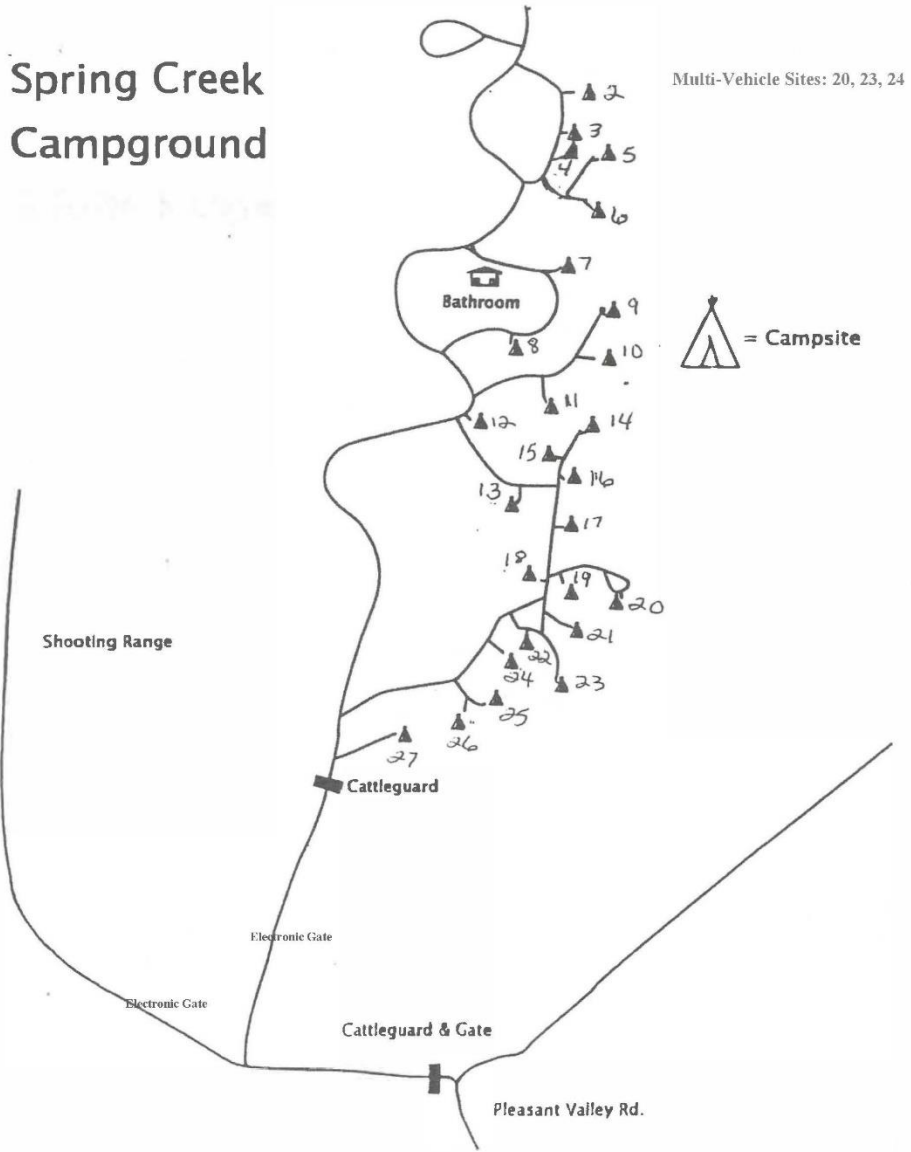 Spring Creek
Campground
Multi-Vehicle Sites: 20, 23, 24
2
3
4
5
6
7
Bathroom
8
9
10
= Campsite
11
12
14
15
16
13
17
18
19
20
21
22
23
24
25
26
27
Shooting Range
Cattleguard
Electronic Gate
Electronic Gate
Cattleguard & Gate
Pleasant Valley Rd.